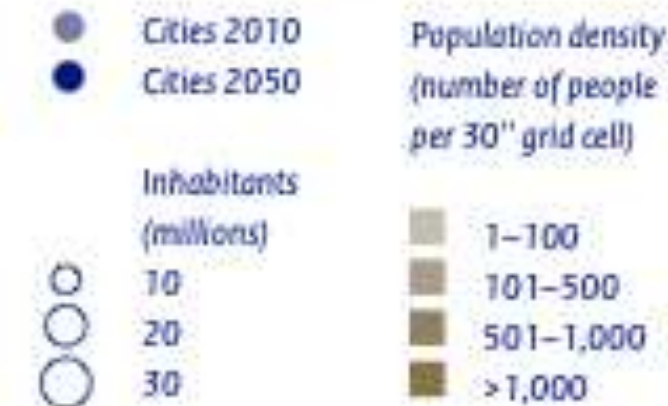 Cities 2010
Cities 2050
Inhabitants
(millions)
10
20
30
Population density
(number of people
per 30" grid cell)
1–100
101–500
501–1,000
>1,000